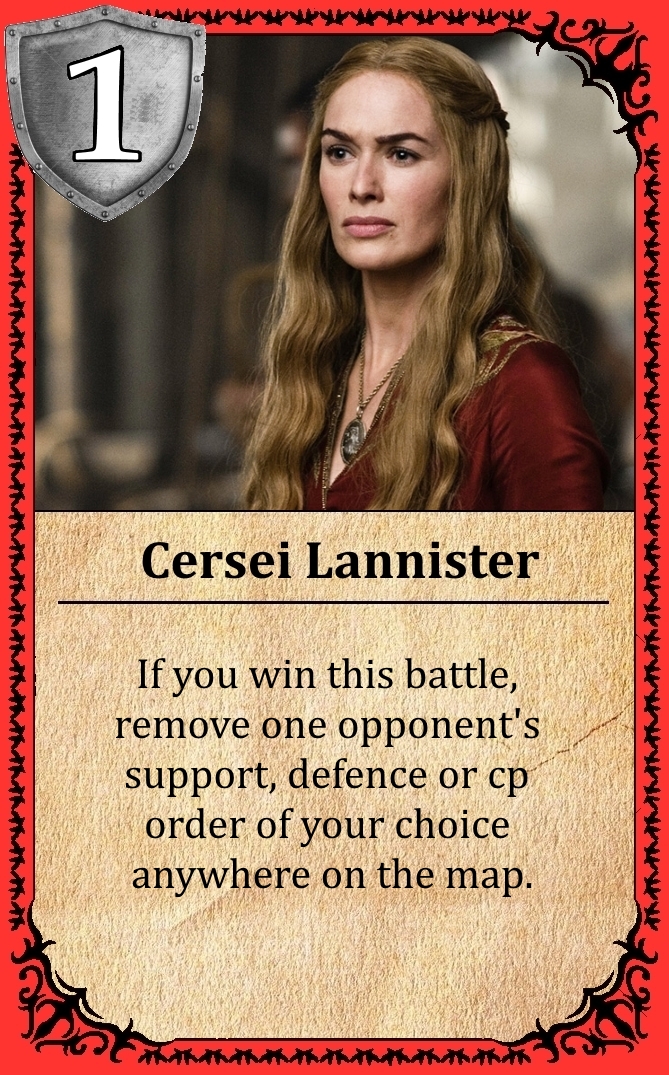 1
Cersei Lannister
If you win this battle,
remove one opponent's
support, defence or cp
order of your choice
anywhere on the map.